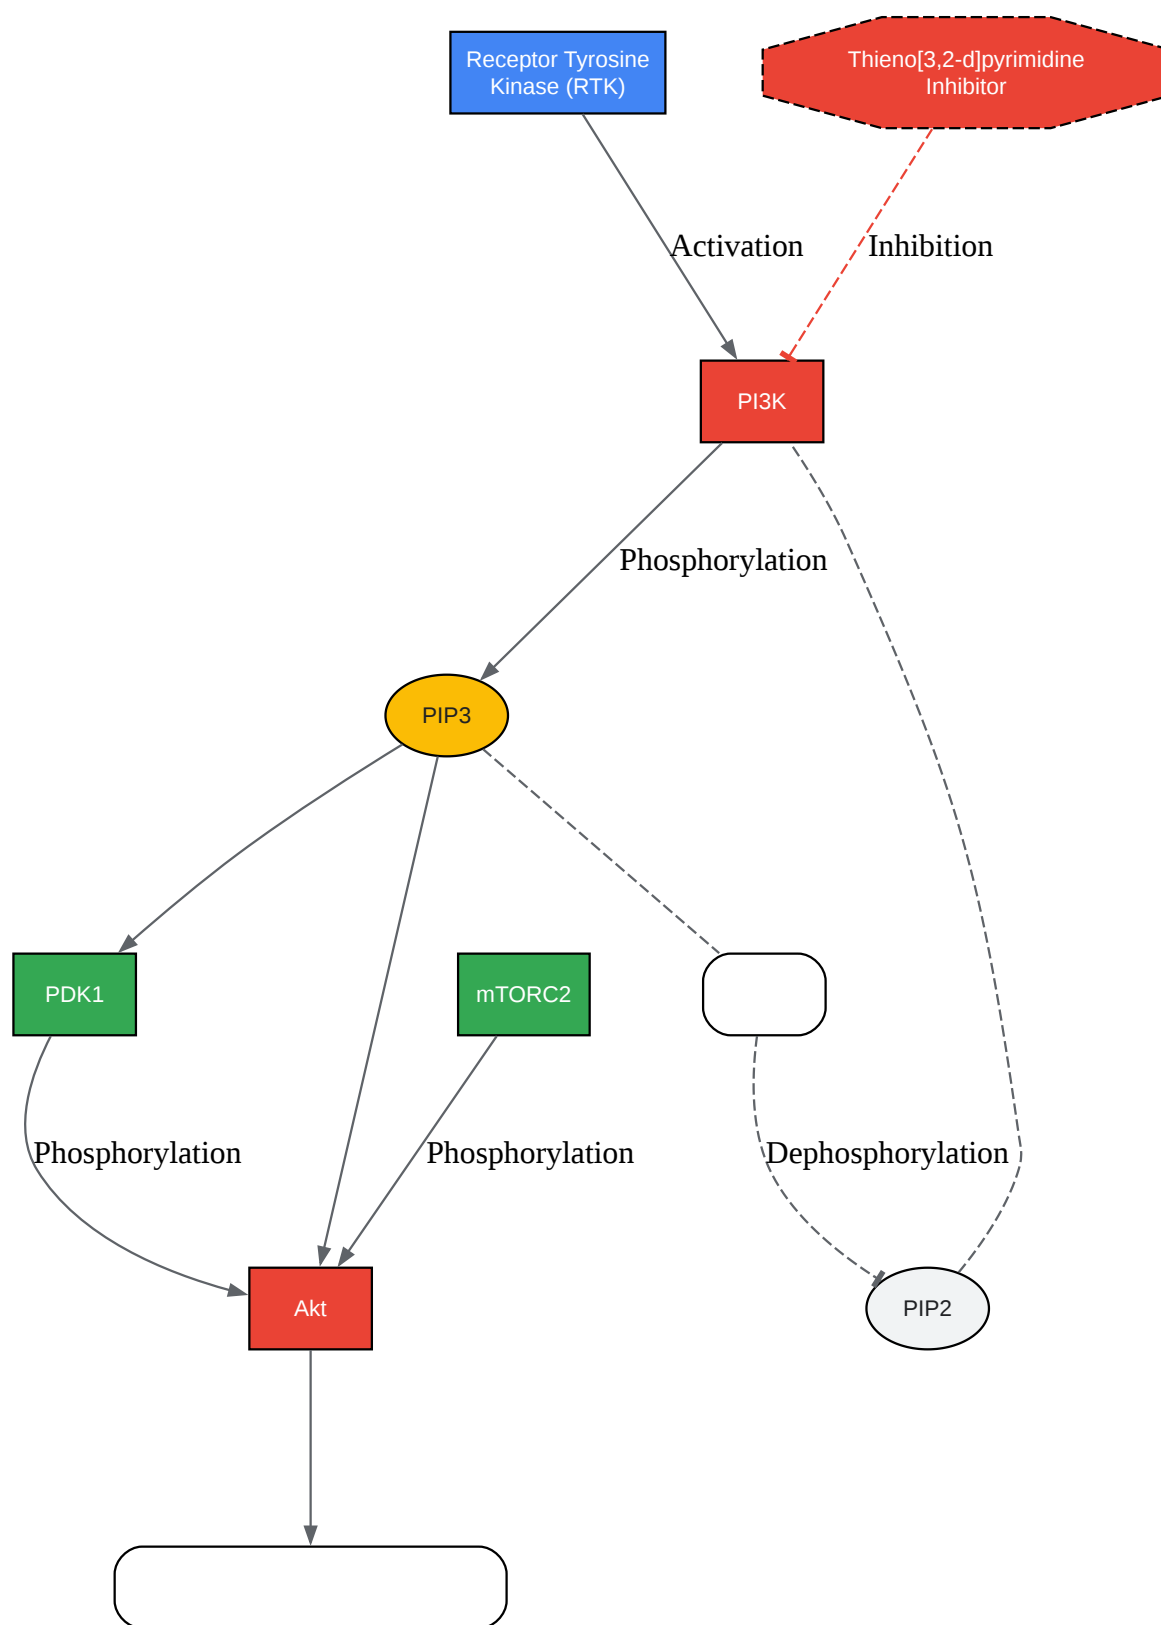 Receptor Tyrosine
Kinase (RTK)
Thieno[3,2-d]pyrimidine
Inhibitor
Activation
Inhibition
PI3K
Phosphorylation
PIP3
PDK1
mTORC2
Phosphorylation
Phosphorylation
Dephosphorylation
Akt
PIP2